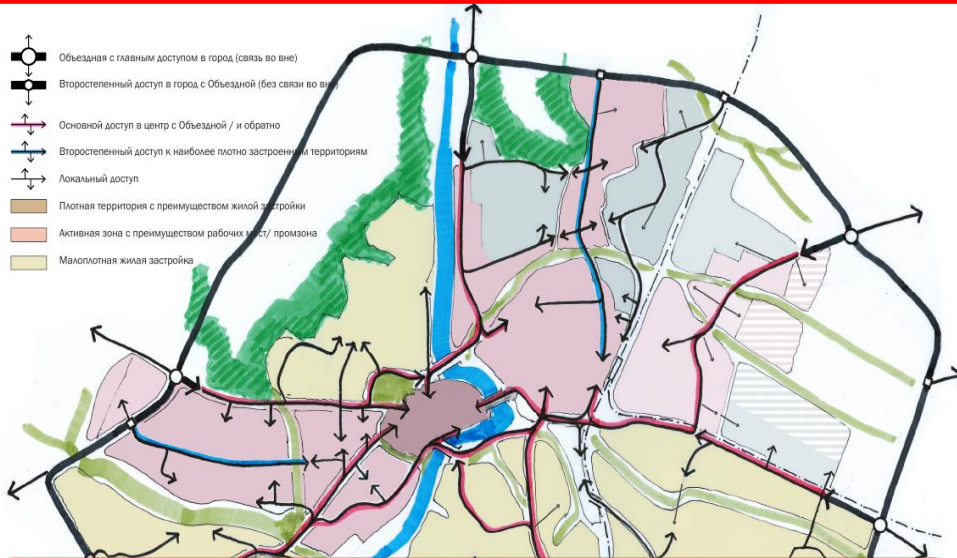 Объездная с главным доступом в город (связь во вне)
Второстепенный доступ в город с Объездной (без связи во вне)
Основной доступ в центр с Объездной / и обратно
Второстепенный доступ к наиболее плотно застроенным территориям
Локальный доступ
Плотная территория с преимуществом жилой застройки
Активная зона с преимуществом рабочих мест/ промзона
Малоплотная жилая застройка